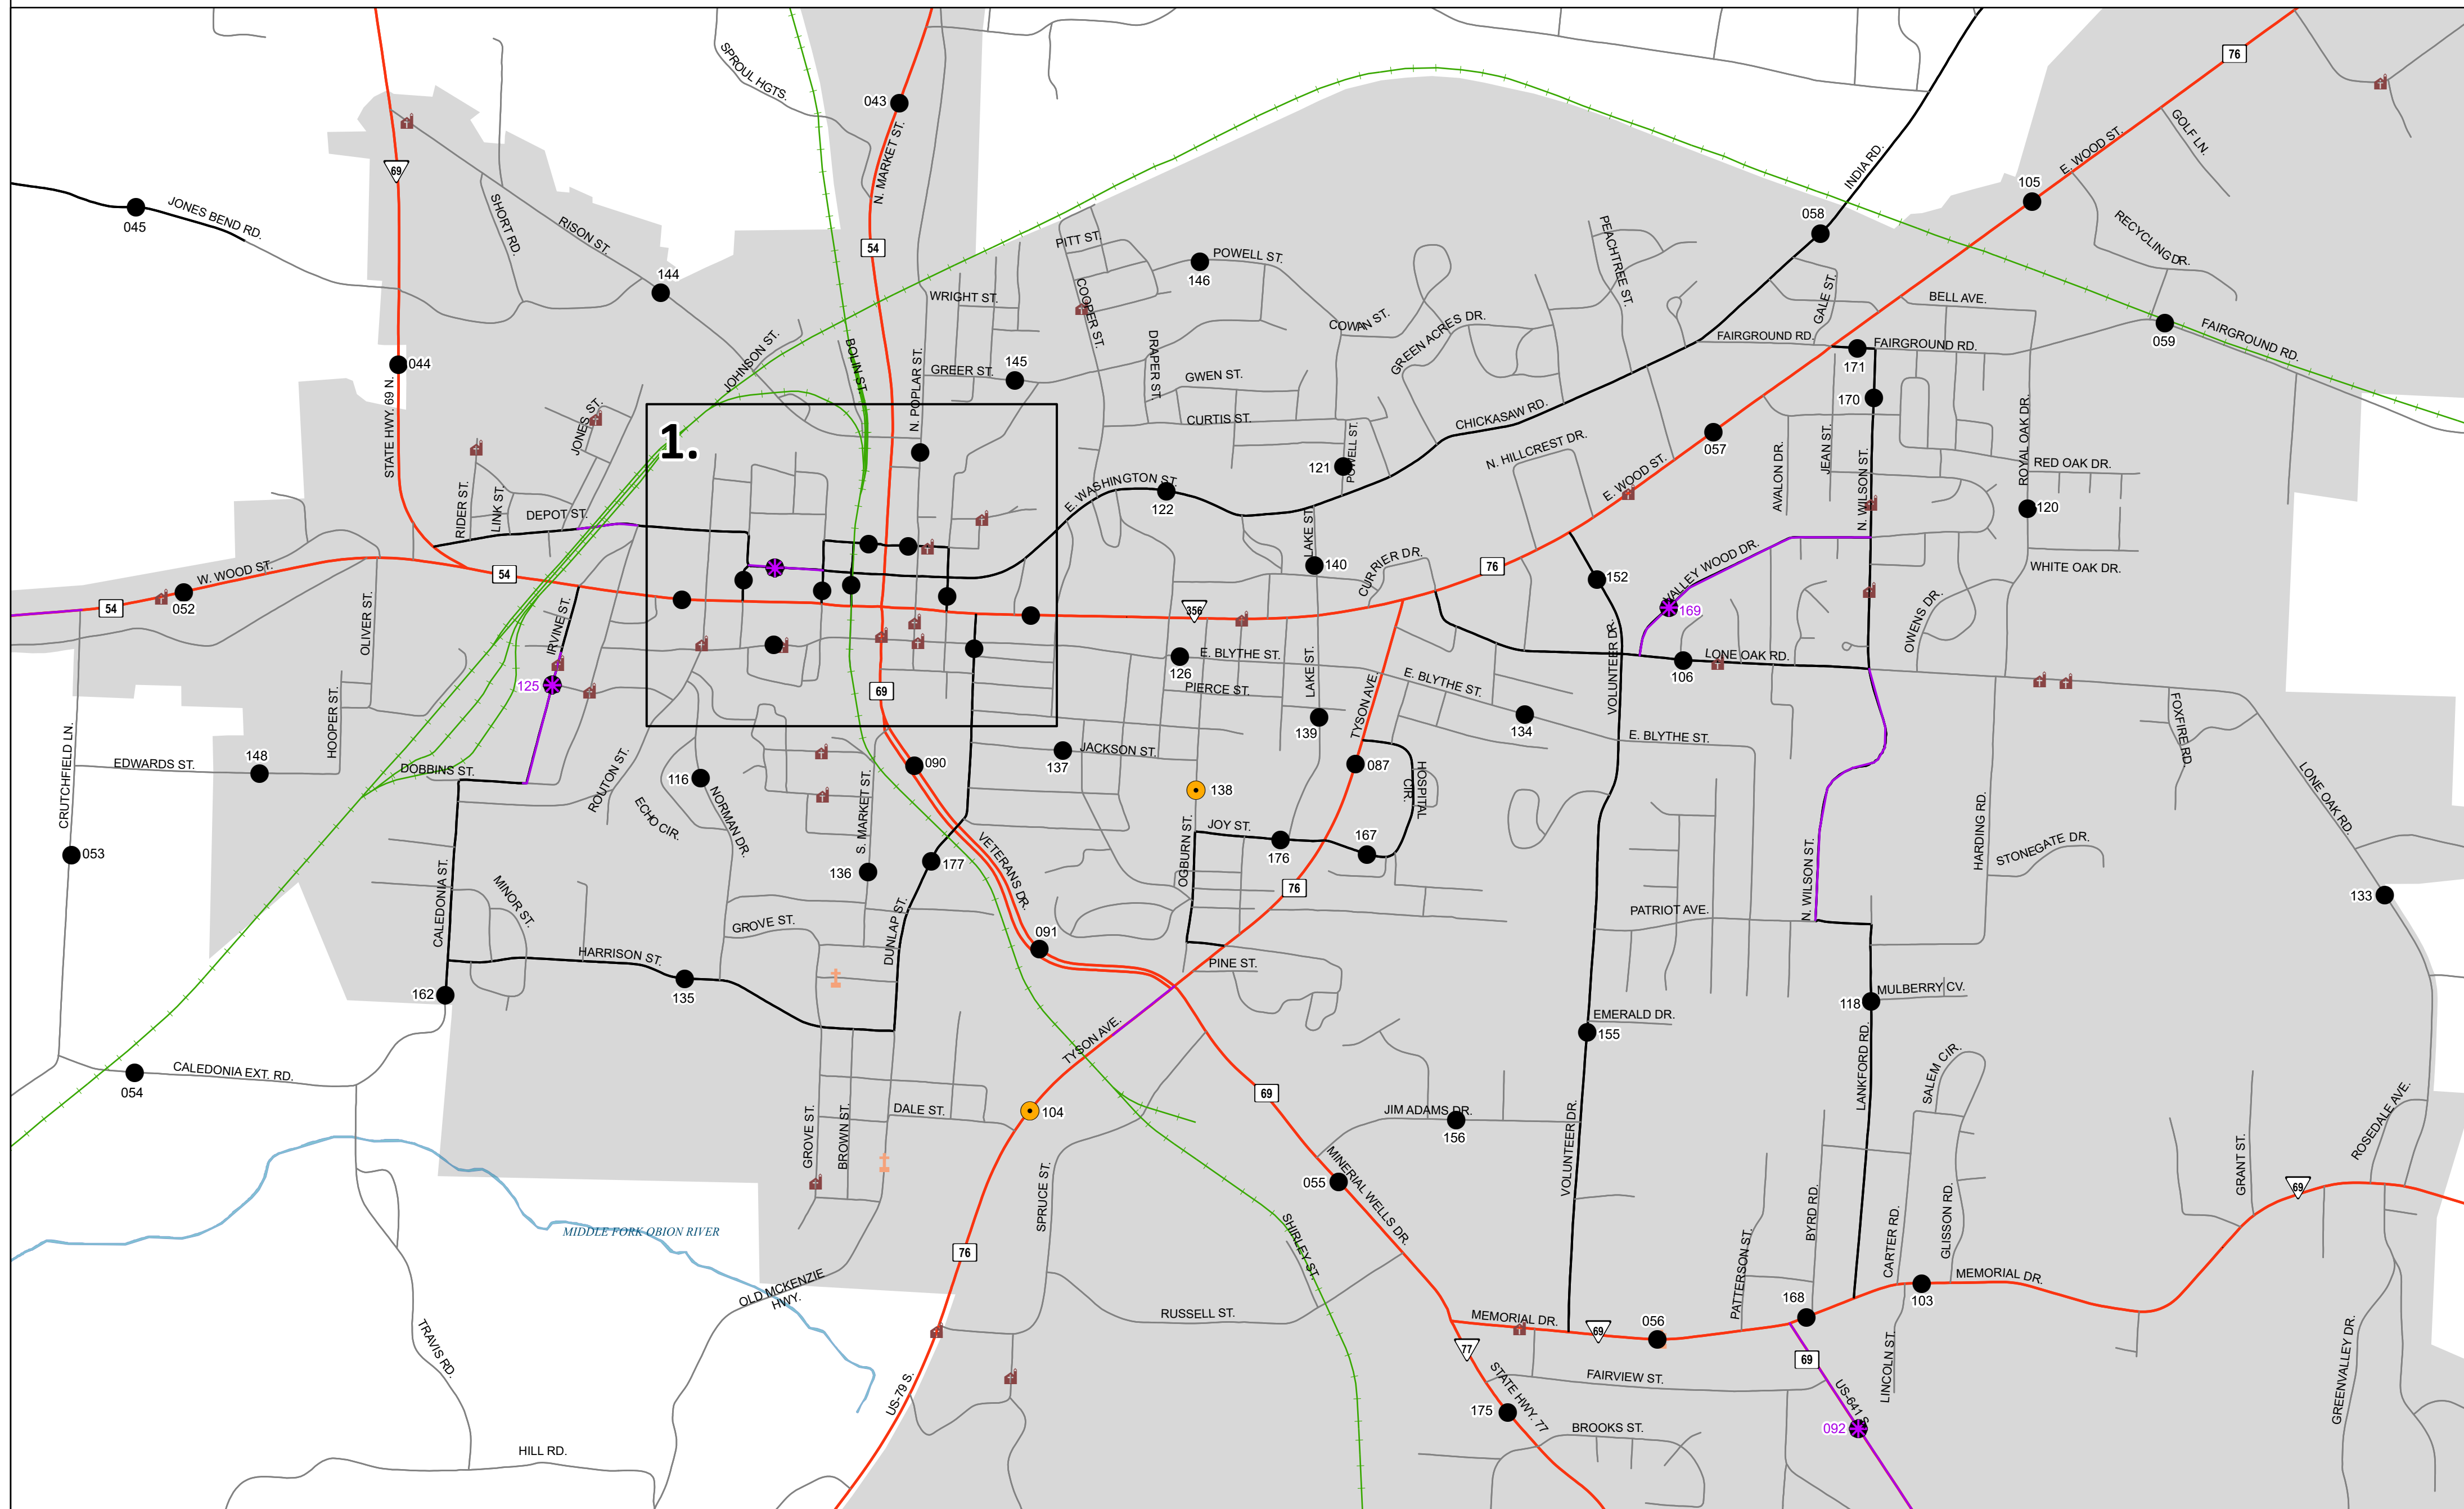 76
SPROUL HGTS.
043
N. MARKET ST.
69
GOLF LN.
E. WOOD ST.
INDIA RD.
105
045
JONES BEND RD.
SHORT RD.
RISON ST.
058
RECYCLING DR.
54
PITT ST.
146
POWELL ST.
PEACHTREE ST.
144
WRIGHT ST.
COOPER ST.
GALE ST.
BELL AVE.
COWAN ST.
GREEN ACRES DR.
FAIRGROUND RD.
FAIRGROUND RD.
059
FAIRGROUND RD.
JOHNSON ST.
BOLIN ST.
N. POPLAR ST.
DRAPER ST.
044
STATE HWY. 69 N.
GREER ST.
145
GWEN ST.
171
170
CURTIS ST.
CHICKASAW RD.
JONES ST.
1.
POWELL ST.
121
N. HILLCREST DR.
057
E. WOOD ST.
AVALON DR.
JEAN ST.
N. WILSON ST.
ROYAL OAK DR.
RED OAK DR.
RIDER ST.
LINK ST.
DEPOT ST.
E. WASHINGTON ST.
122
LAKE ST.
120
140
CURRIER DR.
76
152
VALLEY WOOD DR.
WHITE OAK DR.
W. WOOD ST.
54
54
052
356
169
OLIVER ST.
IRVINE ST.
OWENS DR.
VOLUNTEER DR.
126
E. BLYTHE ST.
LAKE ST.
LONE OAK RD.
106
125
PIERCE ST.
E. BLYTHE ST.
69
HOOPER ST.
TYSON AVE.
139
134
E. BLYTHE ST.
FOXFIRE RD.
CRUTCHFIELD LN.
EDWARDS ST.
148
DOBBINS ST.
ROUTON ST.
116
090
137
JACKSON ST.
087
HOSPITAL CIR.
138
ECHO CIR.
NORMAN DR.
S. MARKET ST.
VETERANS DR.
JOY ST.
176
167
LONE OAK RD.
HARDING RD.
STONEGATE DR.
053
177
136
OGBURN ST.
76
CALEDONIA ST.
MINOR ST.
133
N. WILSON ST.
PATRIOT AVE.
GROVE ST.
DUNLAP ST.
091
HARRISON ST.
135
PINE ST.
162
118
MULBERRY CV.
EMERALD DR.
155
TYSON AVE.
LANKFORD RD.
SALEM CIR.
054
CALEDONIA EXT. RD.
69
104
DALE ST.
JIM ADAMS DR.
156
VOLUNTEER DR.
ROSEDALE AVE.
GROVE ST.
BROWN ST.
GRANT ST.
055
MINERIAL WELLS DR.
69
SPRUCE ST.
MIDDLE FORK OBION RIVER
SHIRLEY ST.
BYRD RD.
CARTER RD.
GLISSON RD.
76
PATTERSON ST.
MEMORIAL DR.
103
OLD MCKENZIE
HWY.
168
RUSSELL ST.
MEMORIAL DR.
69
056
TRAVIS RD.
77
69
LINCOLN ST.
GREENVALLEY DR.
US-79 S.
STATE HWY. 77
FAIRVIEW ST.
175
US-641 S.
092
BROOKS ST.
HILL RD.